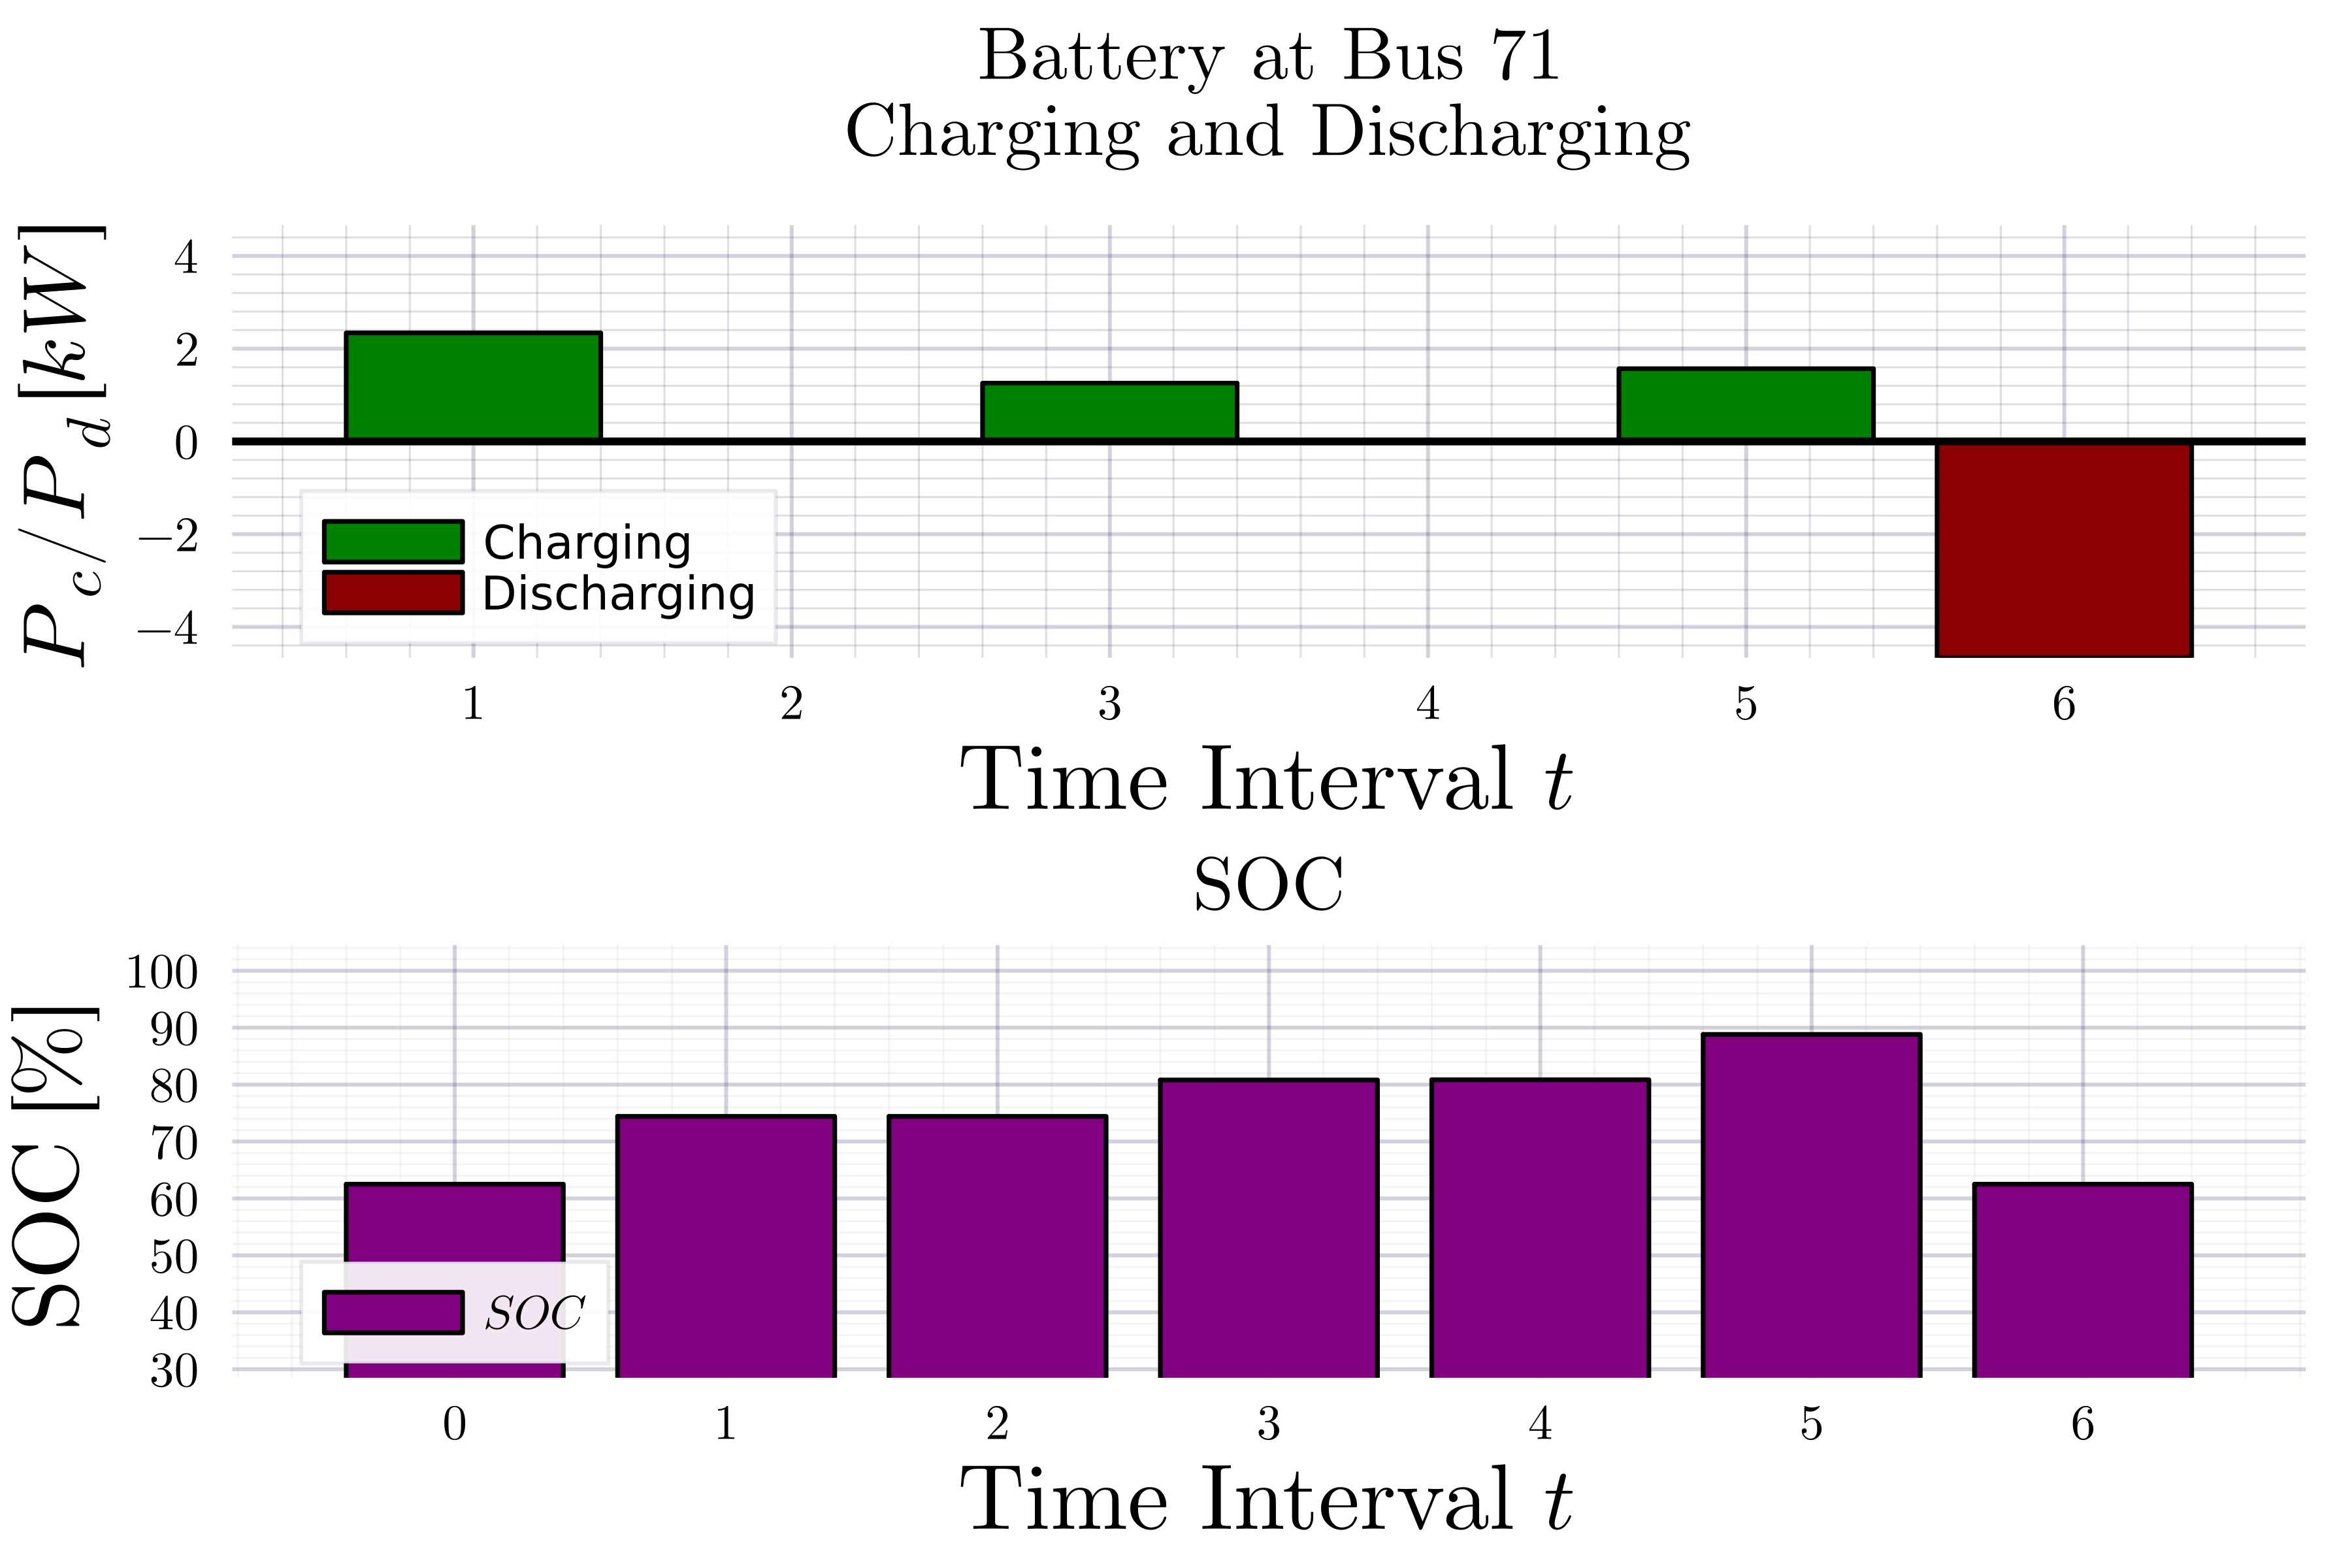 Battery at Bus 71
Charging and Discharging
P_c/P_d [kW]
4
2
0
−2
−4
Charging
Discharging
1 2 3 4 5 6
Time Interval t
SOC
SOC [%]
100
90
80
70
60
50
40
30
SOC
0 1 2 3 4 5 6
Time Interval t